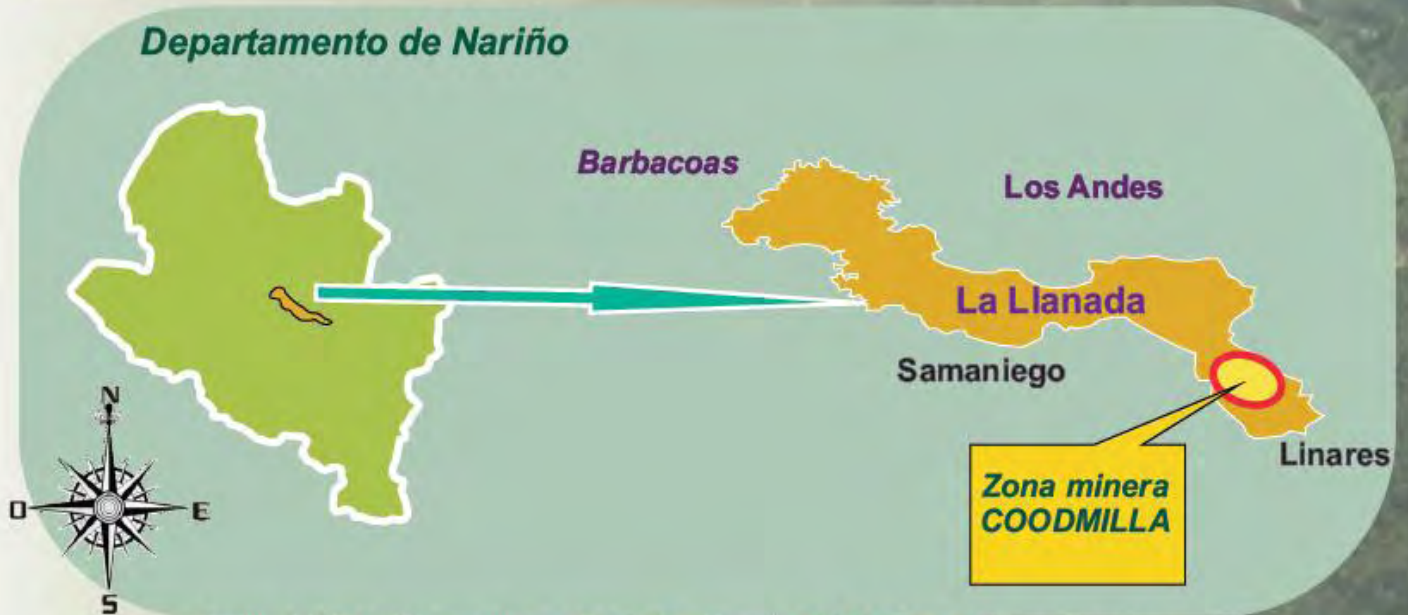 Departamento de Nariño
Barbacoas
Los Andes
La Llanada
Samaniego
Linares
Zona minera
COODMILLA
N
O
E
S